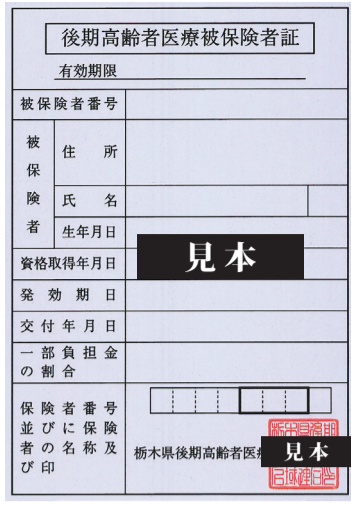 後期高齢者医療被保険者証
有効期限
被保険者番号
被保険者
住所
氏名
生年月日
見本
資格取得年月日
発効期日
交付年月日
一部負担金
の割合
保険者番号
並びに保険
者の名称及
び印
栃木県後期高齢者医
見本